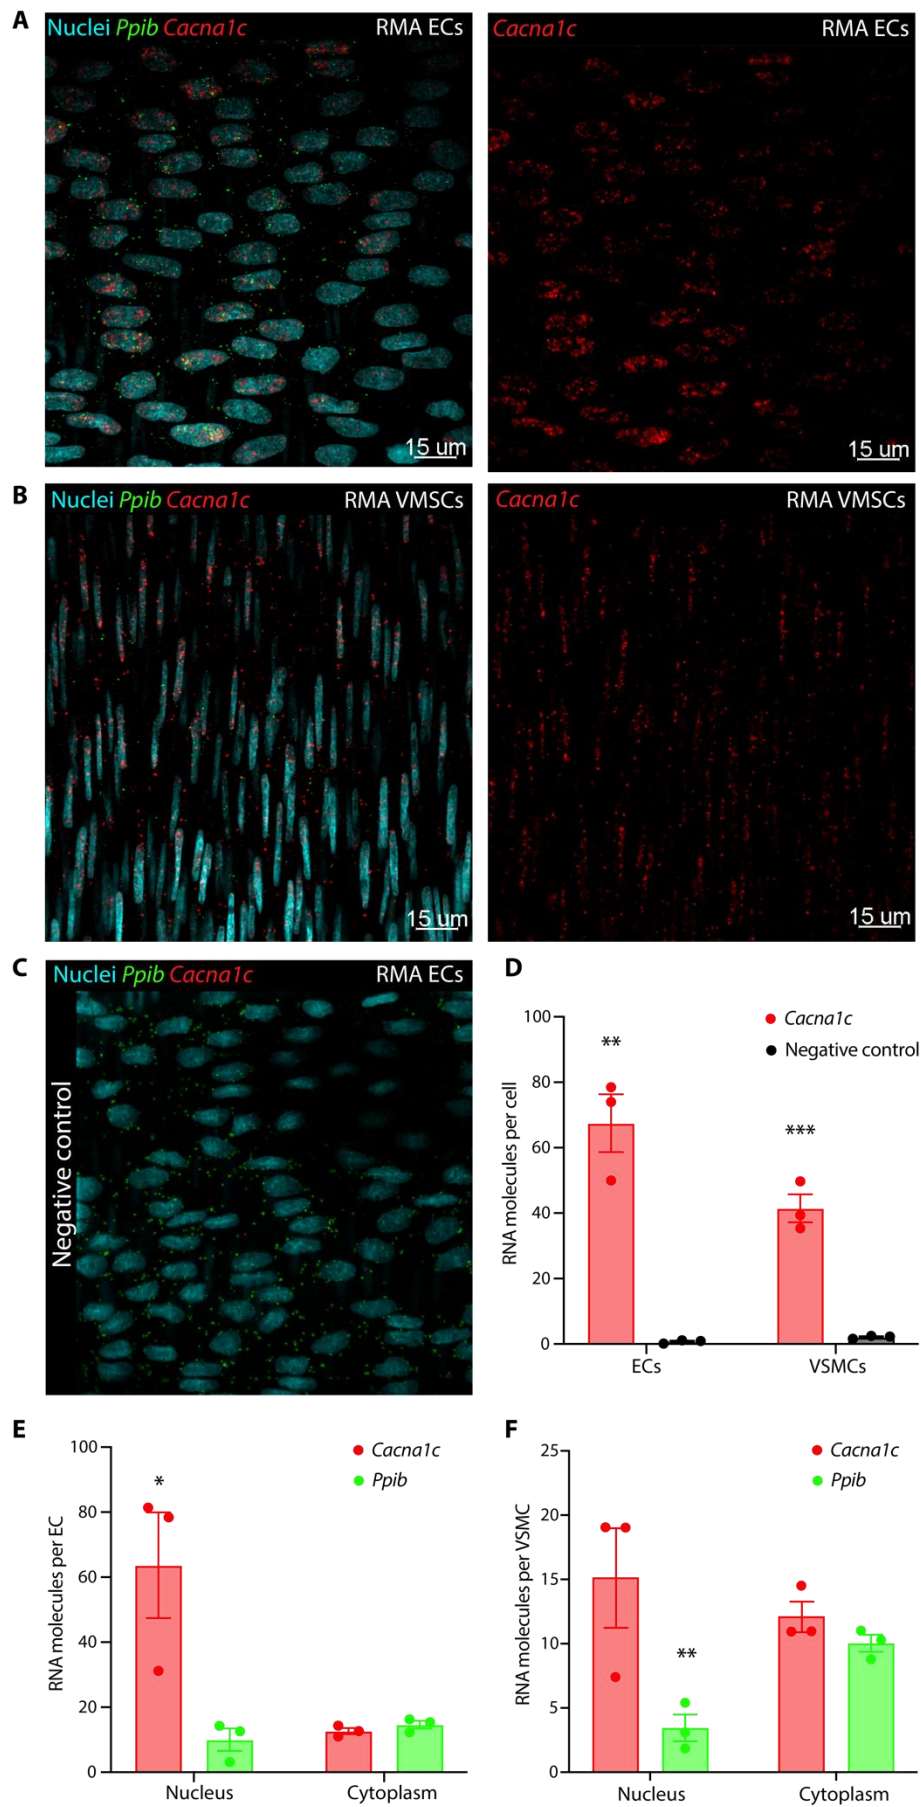 A
Nuclei Ppib Cacna1c RMA ECs
Cacna1c RMA ECs
15 um
15 um
B
Nuclei Ppib Cacna1c RMA VMSCs
Cacna1c RMA VSMCs
15 um
15 um
C
Nuclei Ppib Cacna1c RMA ECs
Negative control
D
RNA molecules per cell
100
80
60
40
20
0
**
***
Cacna1c
Negative control
ECs
VSMCs
E
RNA molecules per EC
100
80
60
40
20
0
*
Cacna1c
Ppib
Nucleus
Cytoplasm
F
RNA molecules per VSMC
25
20
15
10
5
0
**
Cacna1c
Ppib
Nucleus
Cytoplasm